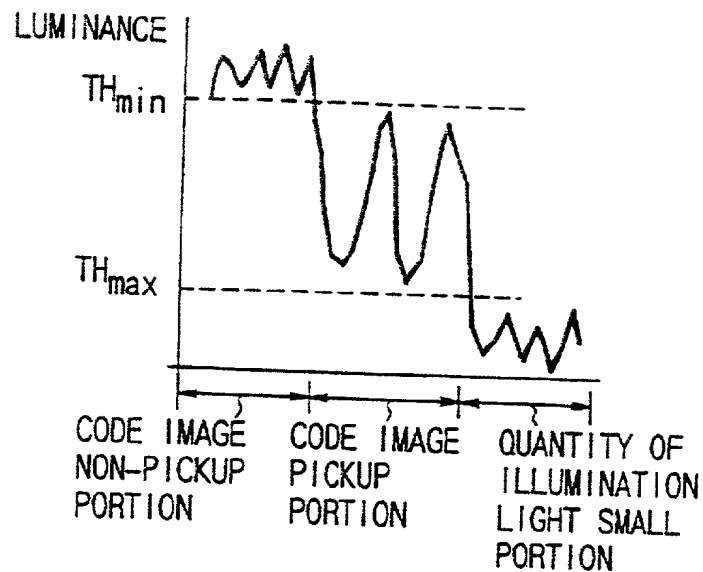 LUMINANCE
THmin
THmax
CODE IMAGE
NON-PICKUP
PORTION
CODE IMAGE
PICKUP
PORTION
QUANTITY OF
ILLUMINATION
LIGHT SMALL
PORTION